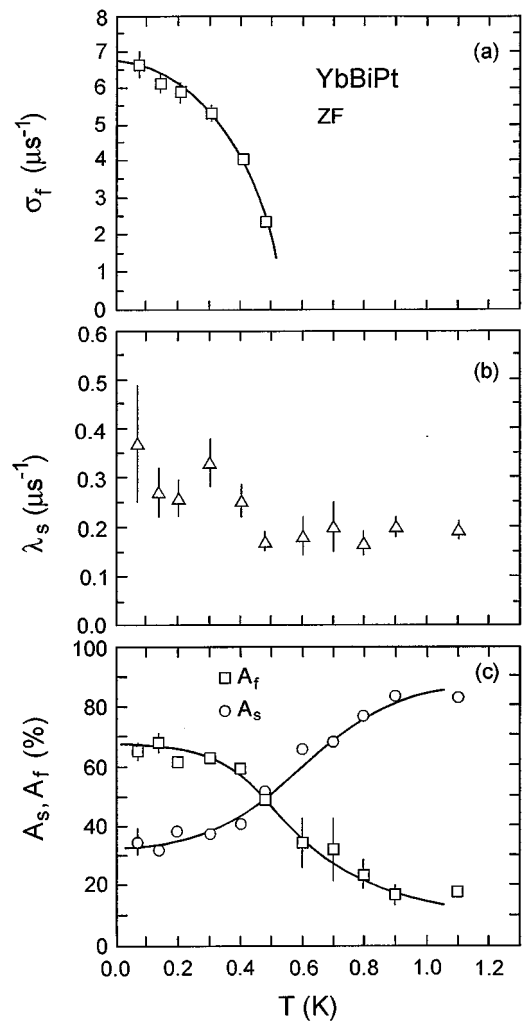 8
(a)
7
YbBiPt
6
ZF
5
4
3
2
1
0
σf (μs-1)
0.6
(b)
0.5
0.4
0.3
0.2
0.1
0.0
λs (μs-1)
100
(c)
Af
As
80
60
40
20
0
As, Af (%)
0.0 0.2 0.4 0.6 0.8 1.0 1.2
T (K)